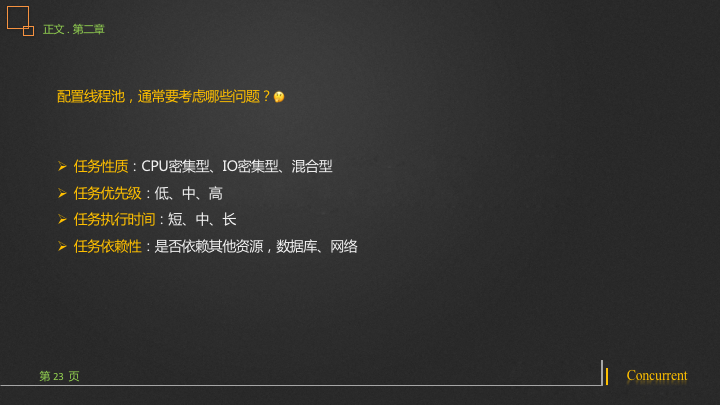 正文 . 第二章
配置线程池，通常要考虑哪些问题？🤔
➢ 任务性质：CPU密集型、IO密集型、混合型
➢ 任务优先级：低、中、高
➢ 任务执行时间：短、中、长
➢ 任务依赖性：是否依赖其他资源，数据库、网络
第 23 页
Concurrent